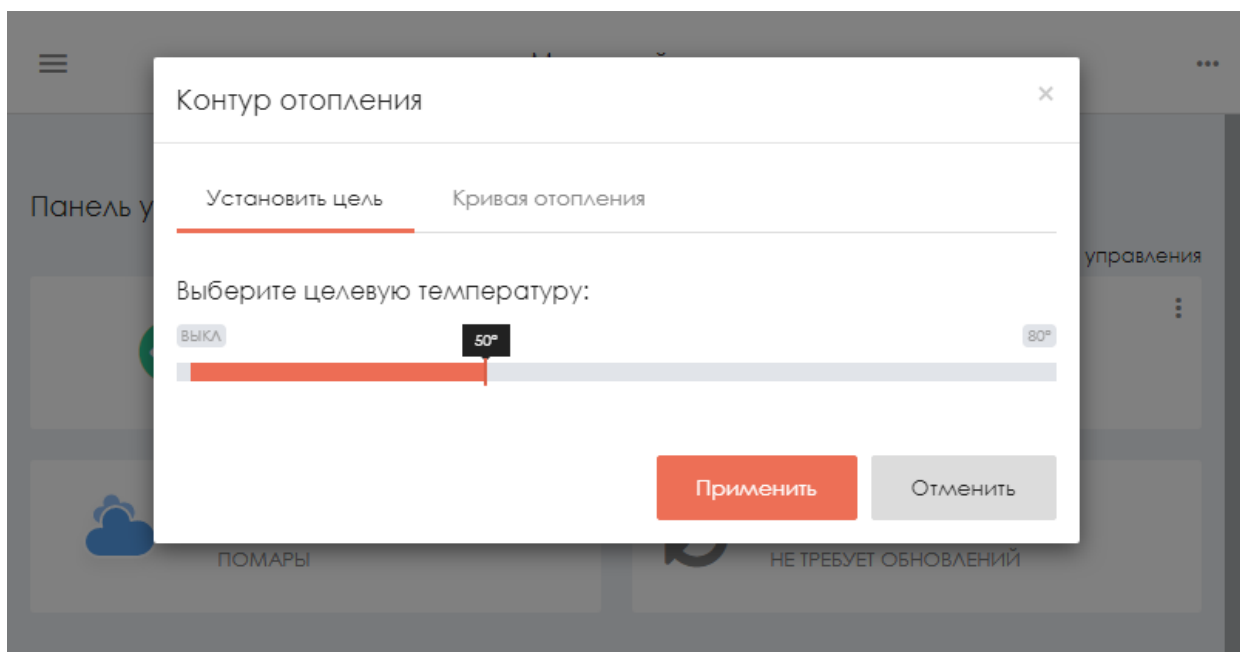 Контур отопления
×
Установить цель
Кривая отопления
Панель у
управления
Выберите целевую температуру:
ВЫКЛ
50°
80°
Применить
Отменить
ПОМАРЫ
НЕ ТРЕБУЕТ ОБНОВЛЕНИЙ